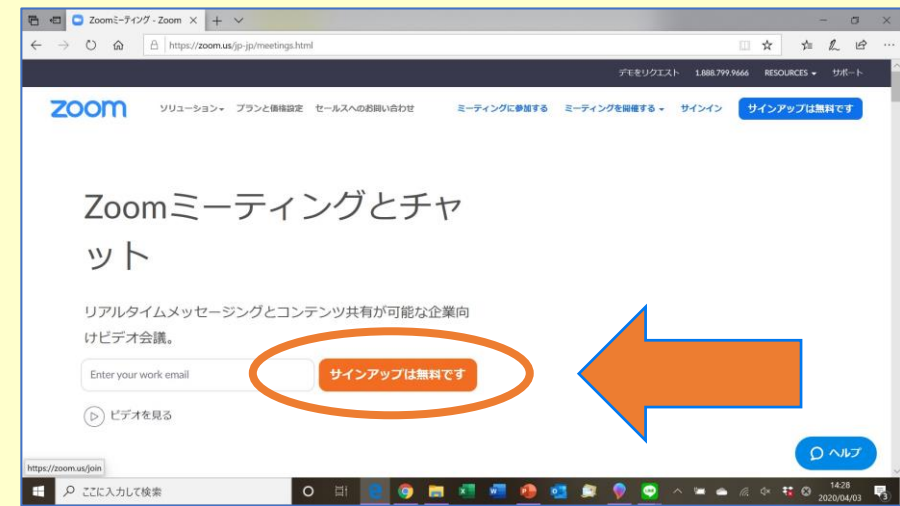 Zoomミーティング - Zoom
https://zoom.us/jp-jp/meetings.html
デモをリクエスト 1.888.799.9666 RESOURCES サポート
zoom ソリューション プランと価格設定 セールスへのお問い合わせ ミーティングに参加する ミーティングを開催する サインイン サインアップは無料です
Zoomミーティングとチャ
ット
リアルタイムメッセージングとコンテンツ共有が可能な企業向
けビデオ会議。
Enter your work email サインアップは無料です
ビデオを見る
ヘルプ
https://zoom.us/join
ここに入力して検索
14:28
2020/04/03